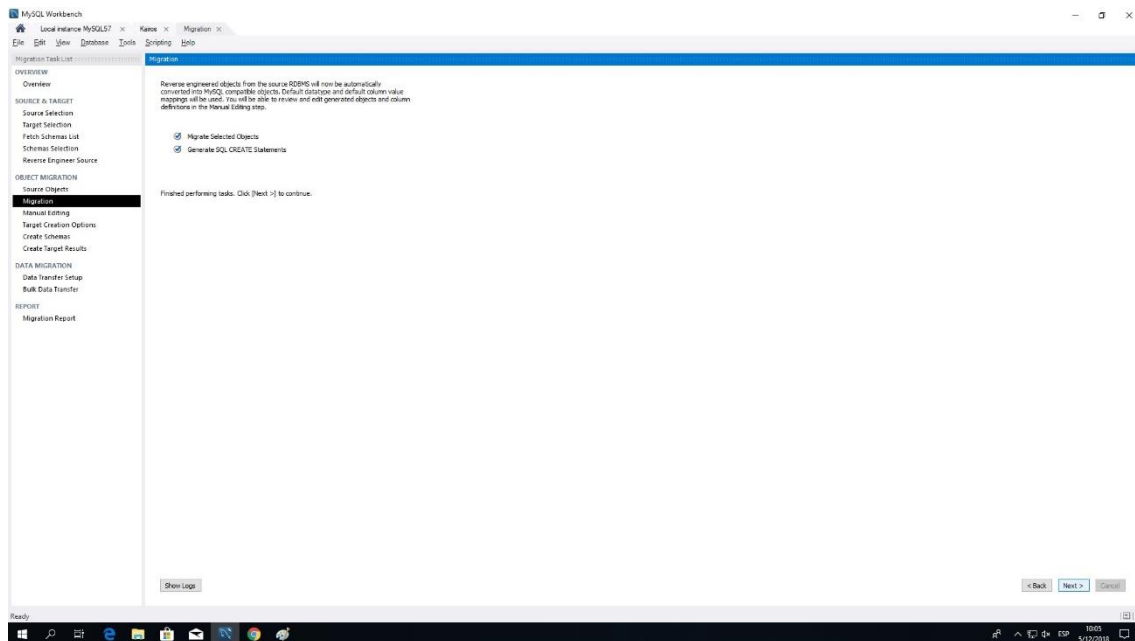 MySQL Workbench
Local instance MySQL57 × Kairos × Migration ×
File Edit View Database Tools Scripting Help
Migration Task List
Migration
OVERVIEW
Overview
SOURCE & TARGET
Source Selection
Target Selection
Fetch Schemas List
Schemas Selection
Reverse Engineer Source
OBJECT MIGRATION
Source Objects
Migration
Manual Editing
Target Creation Options
Create Schemas
Create Target Results
DATA MIGRATION
Data Transfer Setup
Bulk Data Transfer
REPORT
Migration Report
Reverse engineered objects from the source RDBMS will now be automatically
converted into MySQL compatible objects. Default datatype and default column value
mappings will be used. You will be able to review and edit generated objects and column
definitions in the Manual Editing step.
Migrate Selected Objects
Generate SQL CREATE Statements
Finished performing tasks. Click [Next >] to continue.
Show Logs
< Back Next > Cancel
Ready
ESP
10:05
5/12/2018